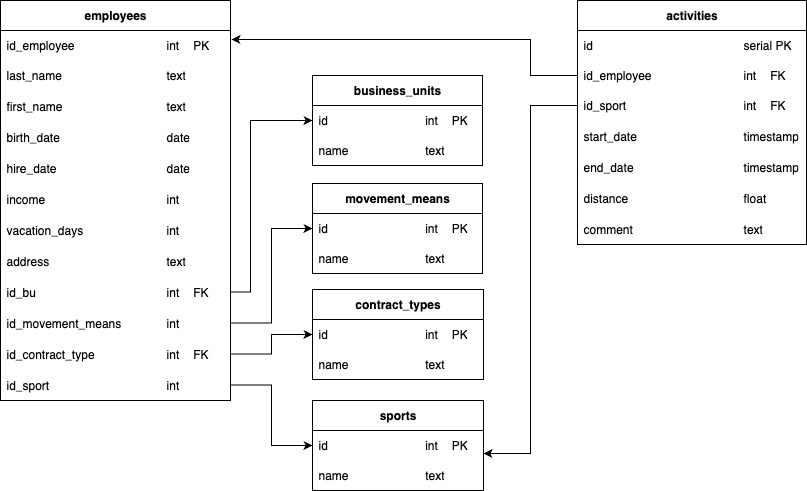 employees
id_employee int PK
last_name text
first_name text
birth_date date
hire_date date
income int
vacation_days int
address text
id_bu int FK
id_movement_means int
id_contract_type int FK
id_sport int
business_units
id int PK
name text
movement_means
id int PK
name text
contract_types
id int PK
name text
sports
id int PK
name text
activities
id serial PK
id_employee int FK
id_sport int FK
start_date timestamp
end_date timestamp
distance float
comment text